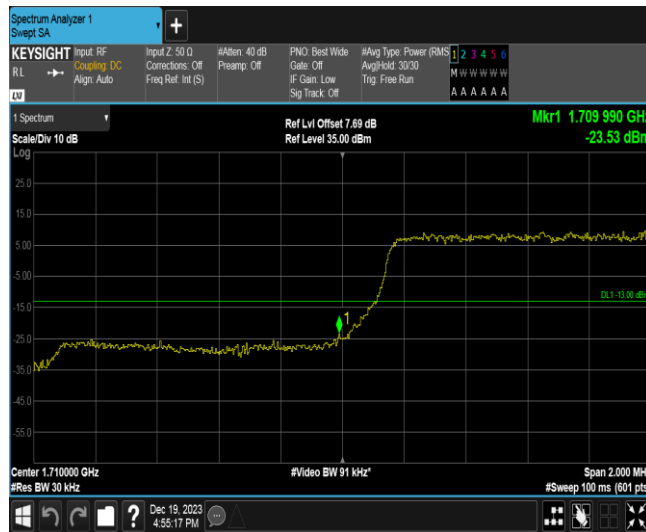 Spectrum Analyzer 1
Swept SA
KEYSIGHT
RL
LXI
Input: RF
Coupling: DC
Align: Auto
Input Z: 50 Ω
Corrections: Off
Freq Ref: Int (S)
#Atten: 40 dB
Preamp: Off
PNO: Best Wide
Gate: Off
IF Gain: Low
Sig Track: Off
#Avg Type: Power (RMS
Avg|Hold: 30/30
Trig: Free Run
1 2 3 4 5 6
M W W W W W
A A A A A A
1 Spectrum
Scale/Div 10 dB
Log
Ref Lvl Offset 7.69 dB
Ref Level 35.00 dBm
Mkr1 1.709 990 GHz
-23.53 dBm
25.0
15.0
5.00
-5.00
-15.0
-25.0
-35.0
-45.0
-55.0
DL1 -13.00 dBm
1
Center 1.710000 GHz
#Res BW 30 kHz
#Video BW 91 kHz*
Span 2.000 MH
#Sweep 100 ms (601 pts
?
Dec 19, 2023
4:55:17 PM